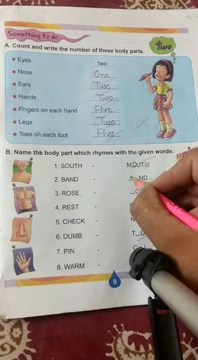 Something to do
A. Count and write the number of these body parts.
Two
• Eyes two
• Nose One
• Ears Two
• Hands Two
• Fingers on each hand Five
• Legs Two
• Toes on each foot Five
B. Name the body part which rhymes with the given words.
1. SOUTH - MOUTH
2. BAND - ND
3. ROSE -
4. REST -
5. CHECK - N
6. DUMB - T
7. PIN -
8. WARM -
9